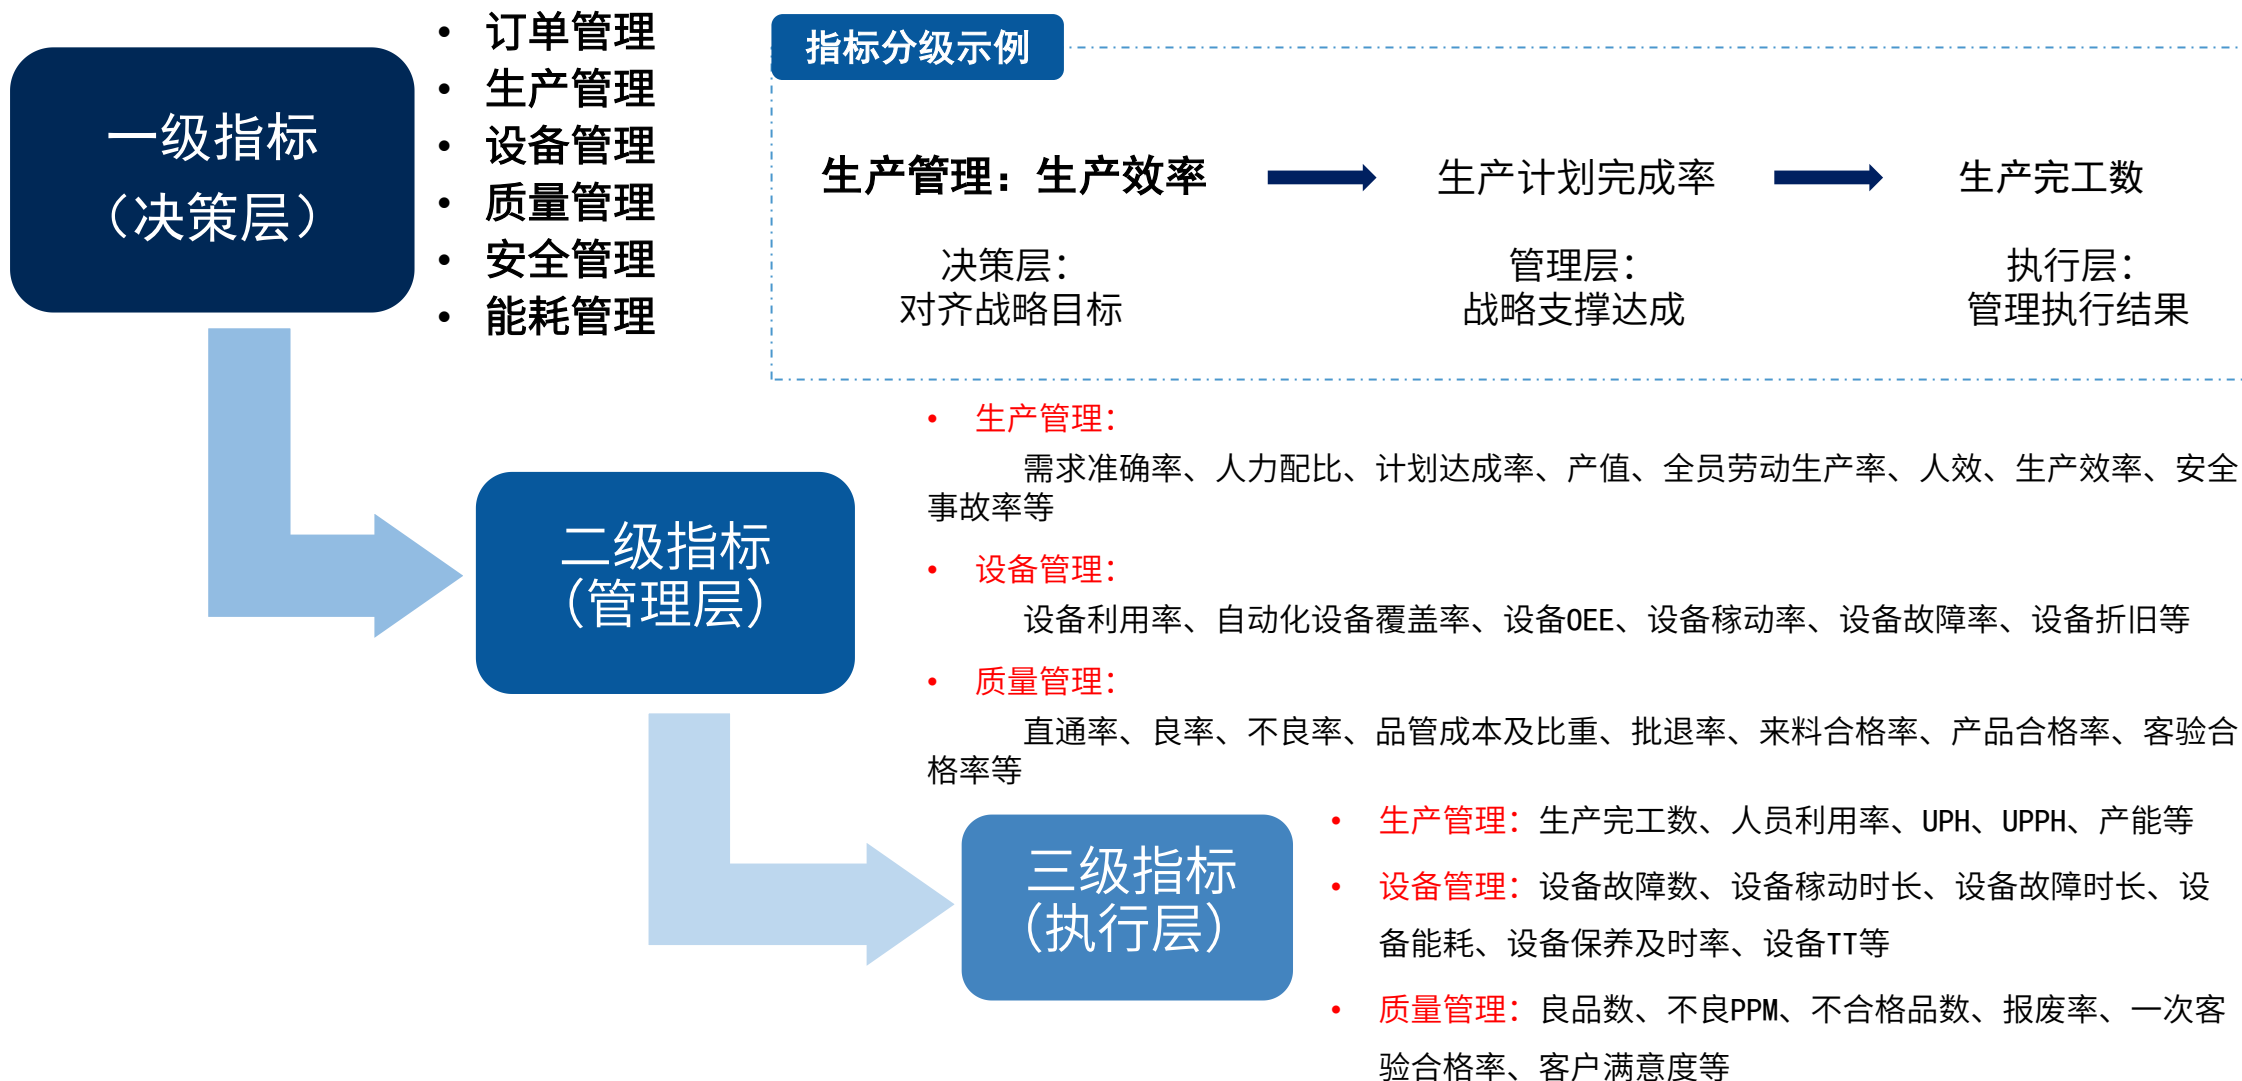 一级指标
（决策层）
• 订单管理
• 生产管理
• 设备管理
• 质量管理
• 安全管理
• 能耗管理
指标分级示例
生产管理：生产效率
生产计划完成率
生产完工数
决策层：
对齐战略目标
管理层：
战略支撑达成
执行层：
管理执行结果
二级指标
（管理层）
• 生产管理：
需求准确率、人力配比、计划达成率、产值、全员劳动生产率、人效、生产效率、安全
事故率等
• 设备管理：
设备利用率、自动化设备覆盖率、设备OEE、设备稼动率、设备故障率、设备折旧等
• 质量管理：
直通率、良率、不良率、品管成本及比重、批退率、来料合格率、产品合格率、客验合
格率等
三级指标
（执行层）
• 生产管理：生产完工数、人员利用率、UPH、UPPH、产能等
• 设备管理：设备故障数、设备稼动时长、设备故障时长、设
备能耗、设备保养及时率、设备TT等
• 质量管理：良品数、不良PPM、不合格品数、报废率、一次客
验合格率、客户满意度等